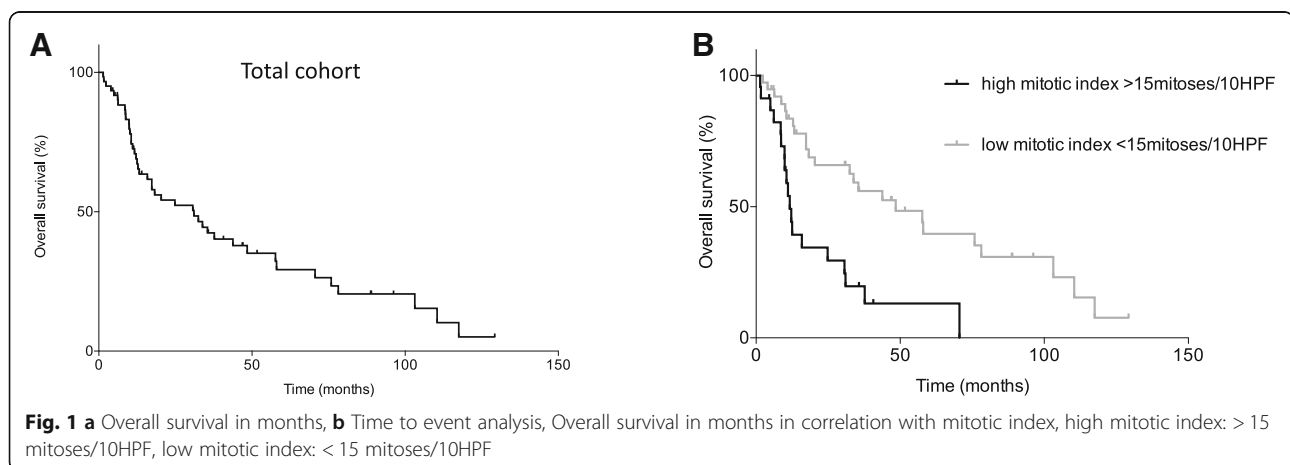 A
Total cohort
Overall survival (%)
100
50
0
0 50 100 150
Time (months)
B
high mitotic index >15mitoses/10HPF
low mitotic index <15mitoses/10HPF
Overall survival (%)
100
50
0
0 50 100 150
Time (months)
Fig. 1 a Overall survival in months, b Time to event analysis, Overall survival in months in correlation with mitotic index, high mitotic index: > 15
mitoses/10HPF, low mitotic index: < 15 mitoses/10HPF